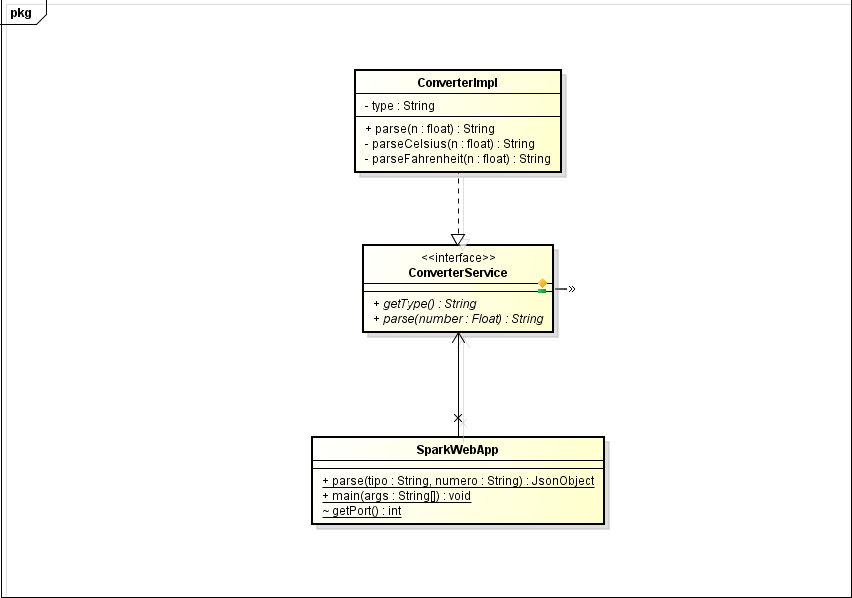 pkg
ConverterImpl
- type : String
+ parse(n : float) : String
- parseCelsius(n : float) : String
- parseFahrenheit(n : float) : String
<<interface>>
ConverterService
+ getType() : String
+ parse(number : Float) : String
SparkWebApp
+ parse(tipo : String, numero : String) : JsonObject
+ main(args : String[]) : void
~ getPort() : int